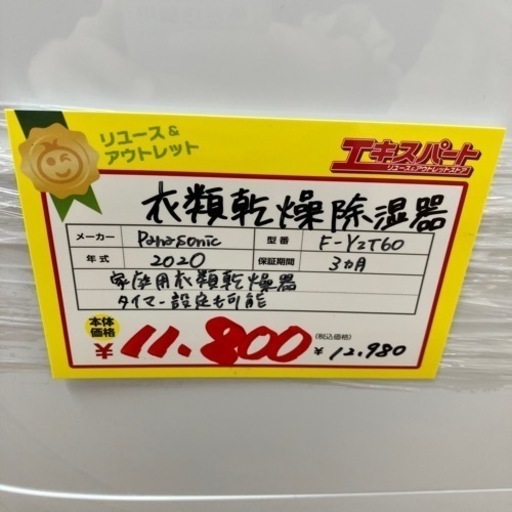 リユース&
アウトレット
エキスパート
リユース&アウトレットストア
衣類乾燥除湿器
メーカー Panasonic 型番 F-YZT60
年式 2020 保証期間 3ヵ月
家庭用衣類乾燥器
タイマー設定も可能
本体価格 ¥11.800 (税込価格) ¥12.980